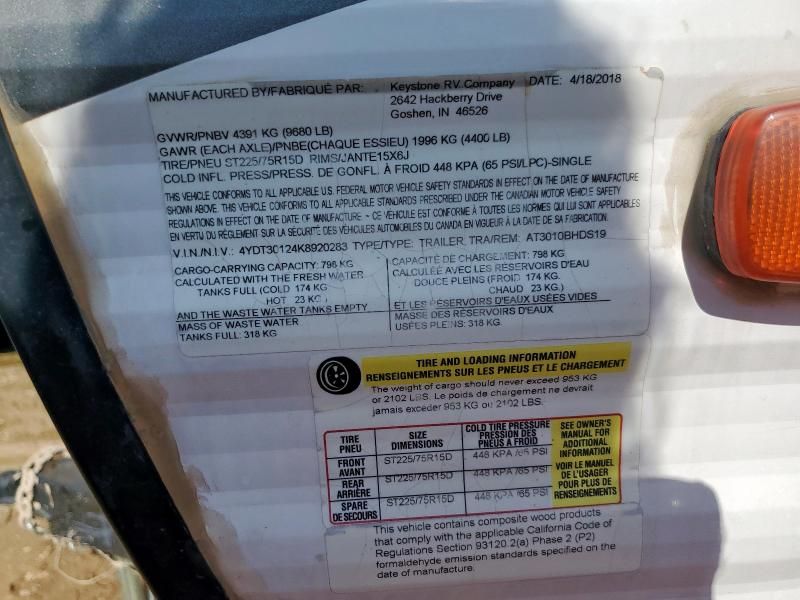 MANUFACTURED BY/FABRIQUÉ PAR: Keystone RV Company DATE: 4/18/2018
2642 Hackberry Drive
Goshen, IN 46526
GVWR/PNBV 4391 KG (9680 LB)
GAWR (EACH AXLE)/PNBE(CHAQUE ESSIEU) 1996 KG (4400 LB)
TIRE/PNEU ST225/75R15D RIMS/JANTE15X6J
COLD INFL. PRESS/PRESS. DE GONFL. À FROID 448 KPA (65 PSI/LPC)-SINGLE
THIS VEHICLE CONFORMS TO ALL APPLICABLE U.S. FEDERAL MOTOR VEHICLE SAFETY STANDARDS IN EFFECT ON THE DATE OF MANUFACTURE
SHOWN ABOVE. THIS VEHICLE CONFORMS TO ALL APPLICABLE STANDARDS PRESCRIBED UNDER THE CANADIAN MOTOR VEHICLE SAFETY
REGULATIONS IN EFFECT ON THE DATE OF MANUFACTURE - CE VÉHICULE EST CONFORME À TOUTES LES NORMES QUI LUI SONT APPLICABLES
EN VERTU DU RÈGLEMENT SUR LA SÉCURITÉ DES VÉHICULES AUTOMOBILES DU CANADA EN VIGUEUR À LA DATE DE SA FABRICATION.
V.I.N./N.I.V.: 4YDT3C124K8920283 TYPE/TYPE: TRAILER, TRA/REM: AT3010BHDS19
CARGO-CARRYING CAPACITY: 798 KG
CALCULATED WITH THE FRESH WATER
TANKS FULL (COLD 174 KG
HOT 23 KG)
AND THE WASTE WATER TANKS EMPTY
MASS OF WASTE WATER
TANKS FULL: 318 KG
CAPACITÉ DE CHARGEMENT: 798 KG
CALCULÉE AVEC LES RÉSERVOIRS D'EAU
DOUCE PLEINS (FROID 174 KG
CHAUD 23 KG.)
ET LES RÉSERVOIRS D'EAUX USÉES VIDES
MASSE DES RÉSERVOIRS D'EAUX
USÉES PLEINS: 318 KG
TIRE AND LOADING INFORMATION
RENSEIGNEMENTS SUR LES PNEUS ET LE CHARGEMENT
The weight of cargo should never exceed 953 KG
or 2102 LBS. Le poids de chargement ne devrait
jamais excéder 953 KG ou 2102 LBS.
TIRE
PNEU
SIZE
DIMENSIONS
COLD TIRE PRESSURE
PRESSION DES
PNEUS A FROID
FRONT
AVANT
ST225/75R15D
448 KPA /65 PSI
REAR
ARRIÈRE
ST225/75R15D
448 KPA /65 PSI
SPARE
DE SECOURS
ST225/75R15D
448 KPA /65 PSI
SEE OWNER'S
MANUAL FOR
ADDITIONAL
INFORMATION
VOIR LE MANUEL
DE L'USAGER
POUR PLUS DE
RENSEIGNEMENTS
This vehicle contains composite wood products
that comply with the applicable California Code of
Regulations Section 93120.2(a) Phase 2 (P2)
formaldehyde emission standards specified on the
date of manufacture.